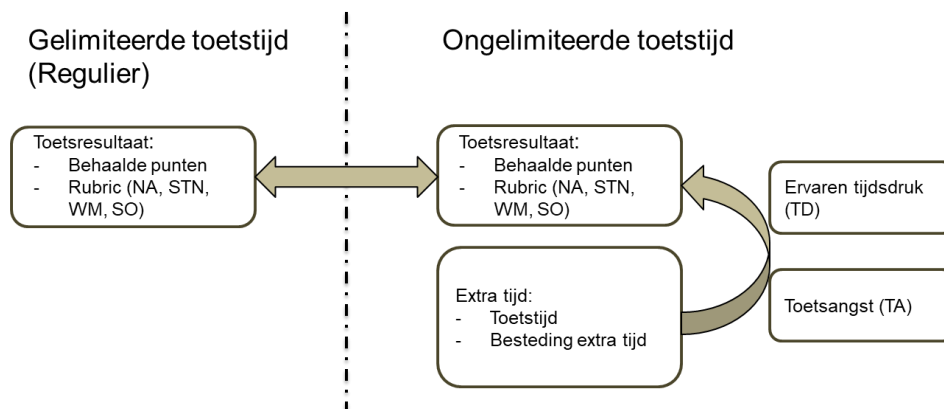 Gelimiteerde toetstijd
(Regulier)
Ongelimiteerde toetstijd
Toetsresultaat:
- Behaalde punten
- Rubric (NA, STN,
WM, SO)
Toetsresultaat:
- Behaalde punten
- Rubric (NA, STN,
WM, SO)
Ervaren tijdsdruk
(TD)
Extra tijd:
- Toetstijd
- Besteding extra tijd
Toetsangst (TA)